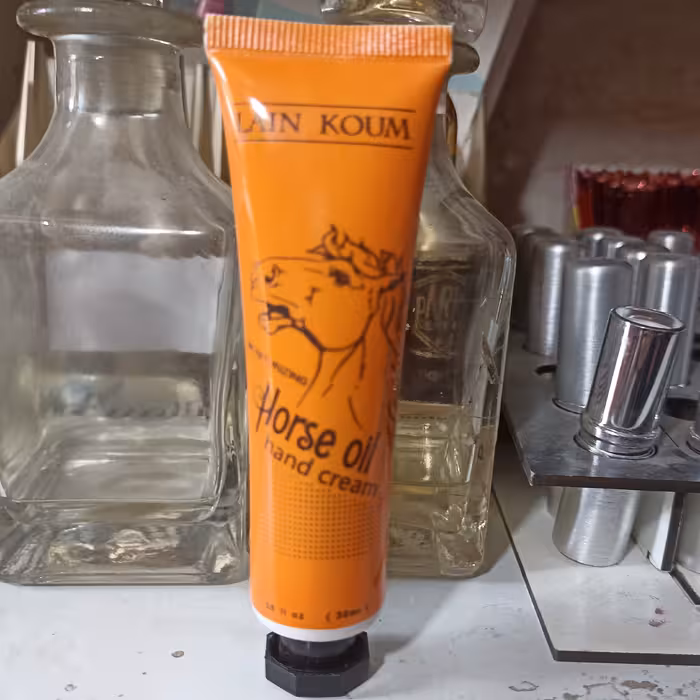 LAIN KOUM
Horse oil
hand cream